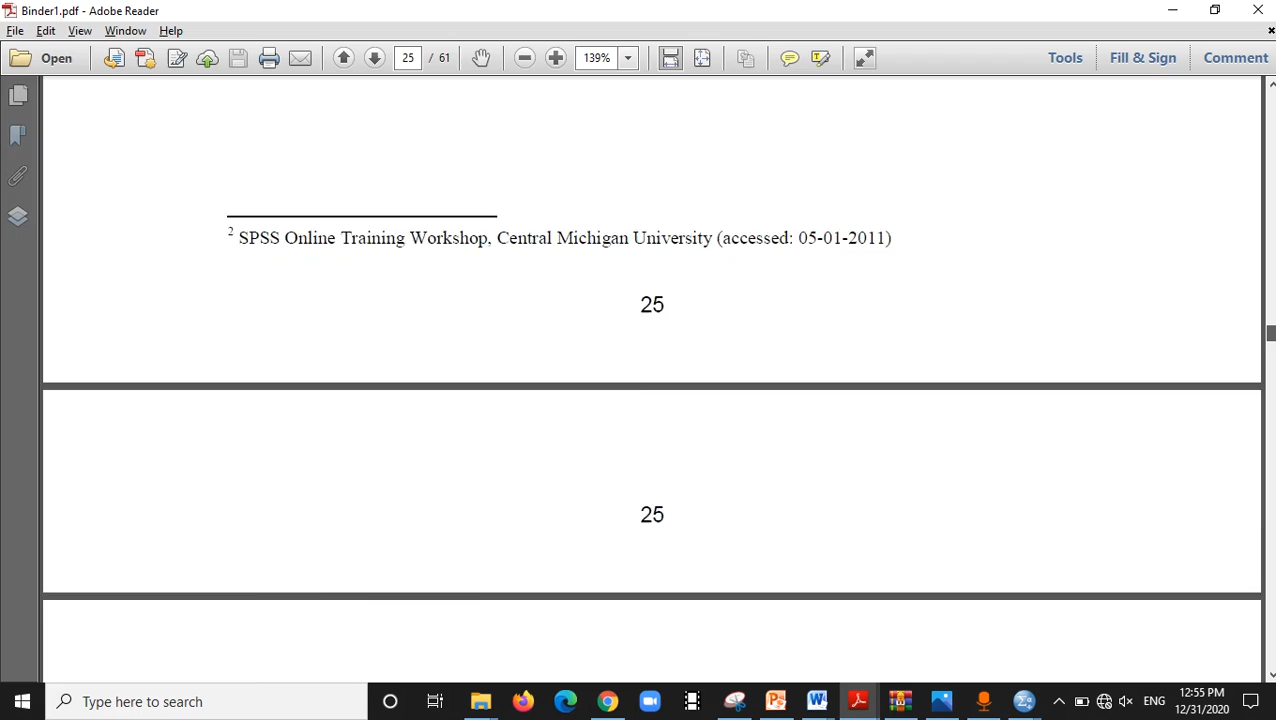 Binder1.pdf - Adobe Reader
File Edit View Window Help
Open 25 / 61 139% Tools Fill & Sign Comment
2 SPSS Online Training Workshop, Central Michigan University (accessed: 05-01-2011)
25
25
Type here to search
ENG 12:55 PM
12/31/2020